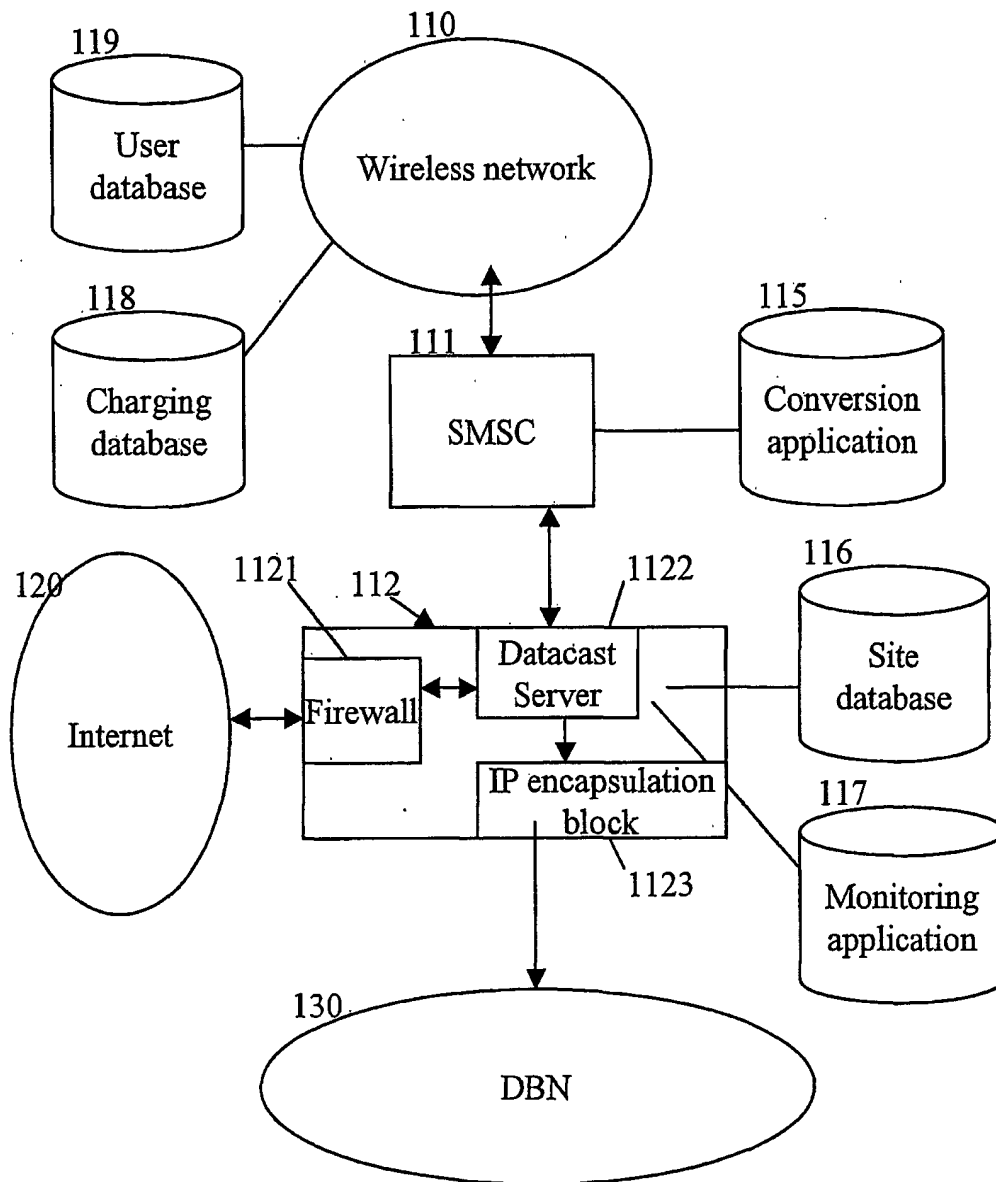 119
110
User
database
Wireless network
118
115
111
Charging
database
SMSC
Conversion
application
120
1121
112
1122
116
Datacast
Server
Site
database
Internet
Firewall
IP encapsulation
block
117
1123
Monitoring
application
130
DBN